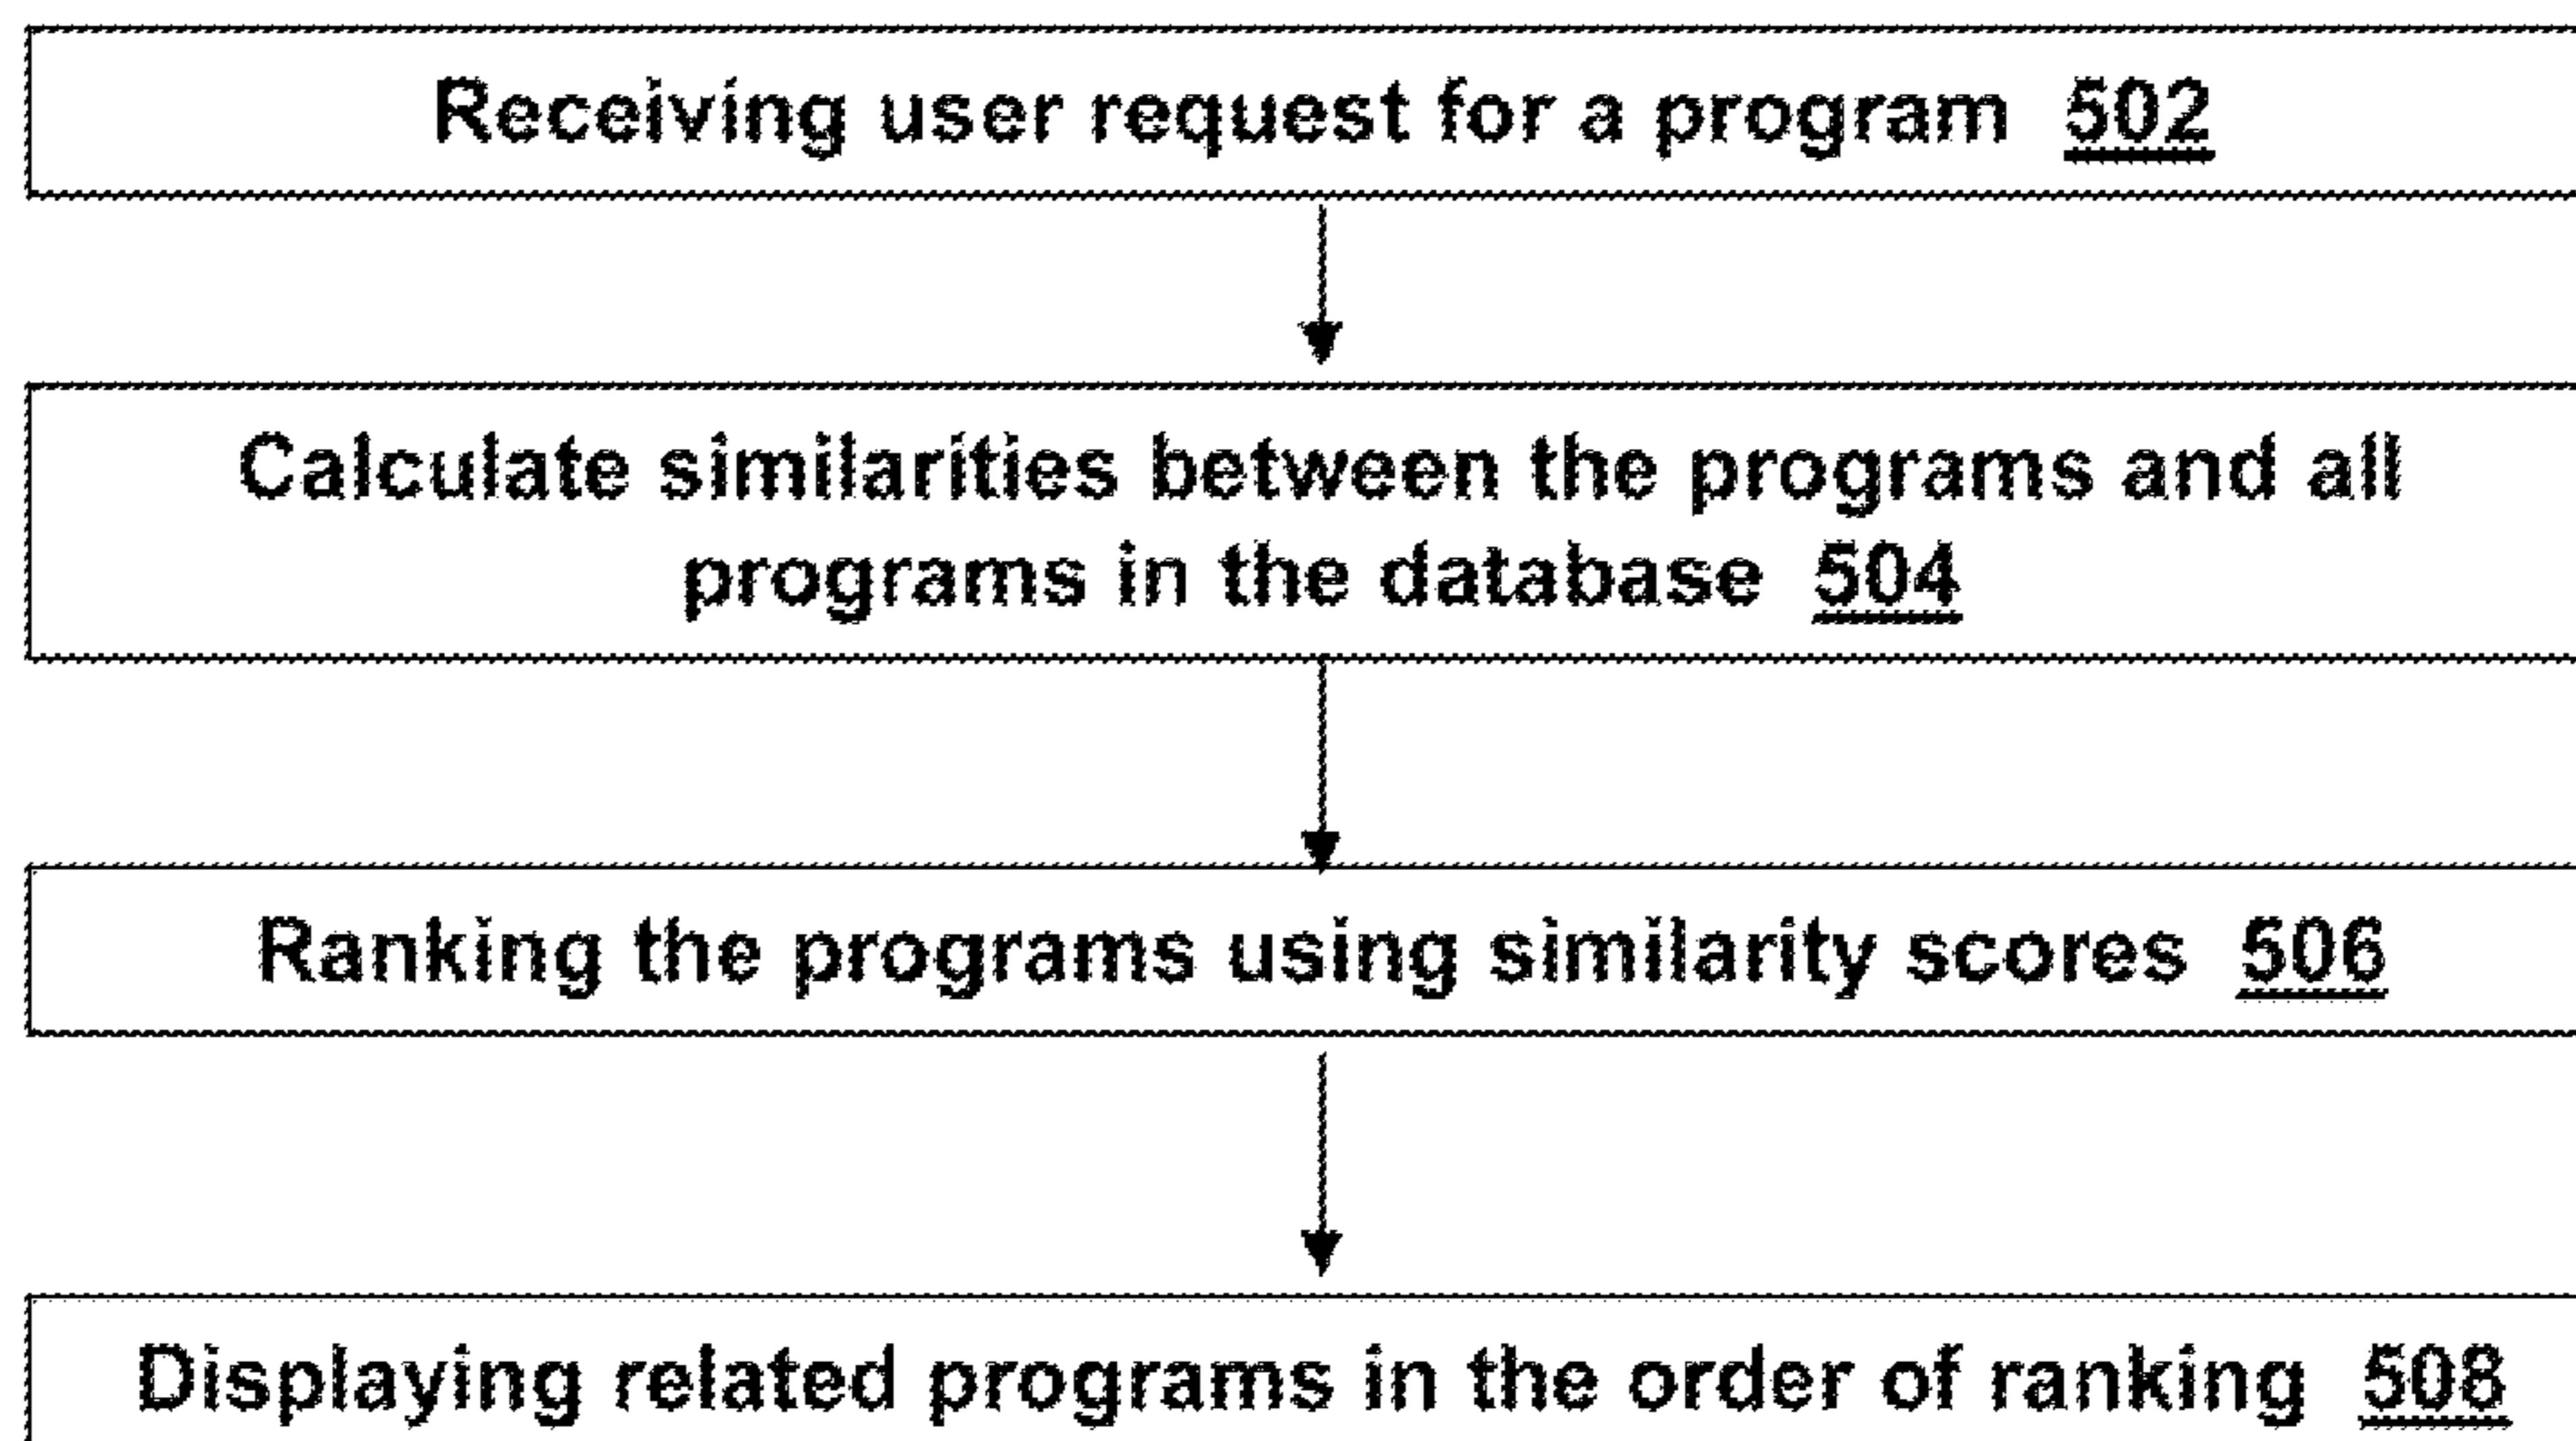 Receiving user request for a program 502
Calculate similarities between the programs and all
programs in the database 504
Ranking the programs using similarity scores 506
Displaying related programs in the order of ranking 508